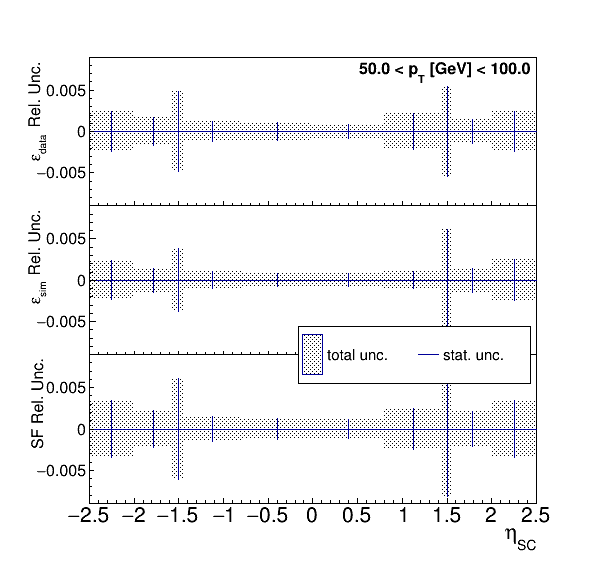 50.0 < p_T [GeV] < 100.0
ε_data Rel. Unc.
0.005
0
−0.005
ε_sim Rel. Unc.
0.005
0
−0.005
total unc. stat. unc.
SF Rel. Unc.
0.005
0
−0.005
−2.5 −2 −1.5 −1 −0.5 0 0.5 1 1.5 2 2.5
η_SC